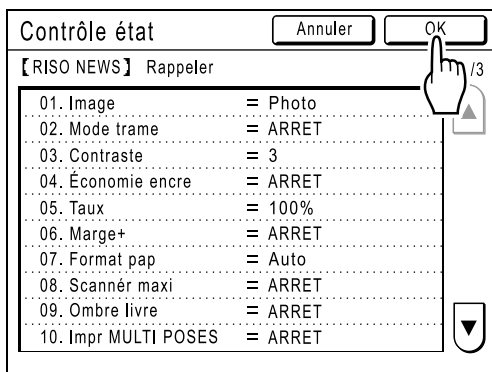 Contrôle état Annuler OK
【RISO NEWS】 Rappeler /3
01. Image = Photo
02. Mode trame = ARRET
03. Contraste = 3
04. Économie encre = ARRET
05. Taux = 100%
06. Marge+ = ARRET
07. Format pap = Auto
08. Scannér maxi = ARRET
09. Ombre livre = ARRET
10. Impr MULTI POSES = ARRET